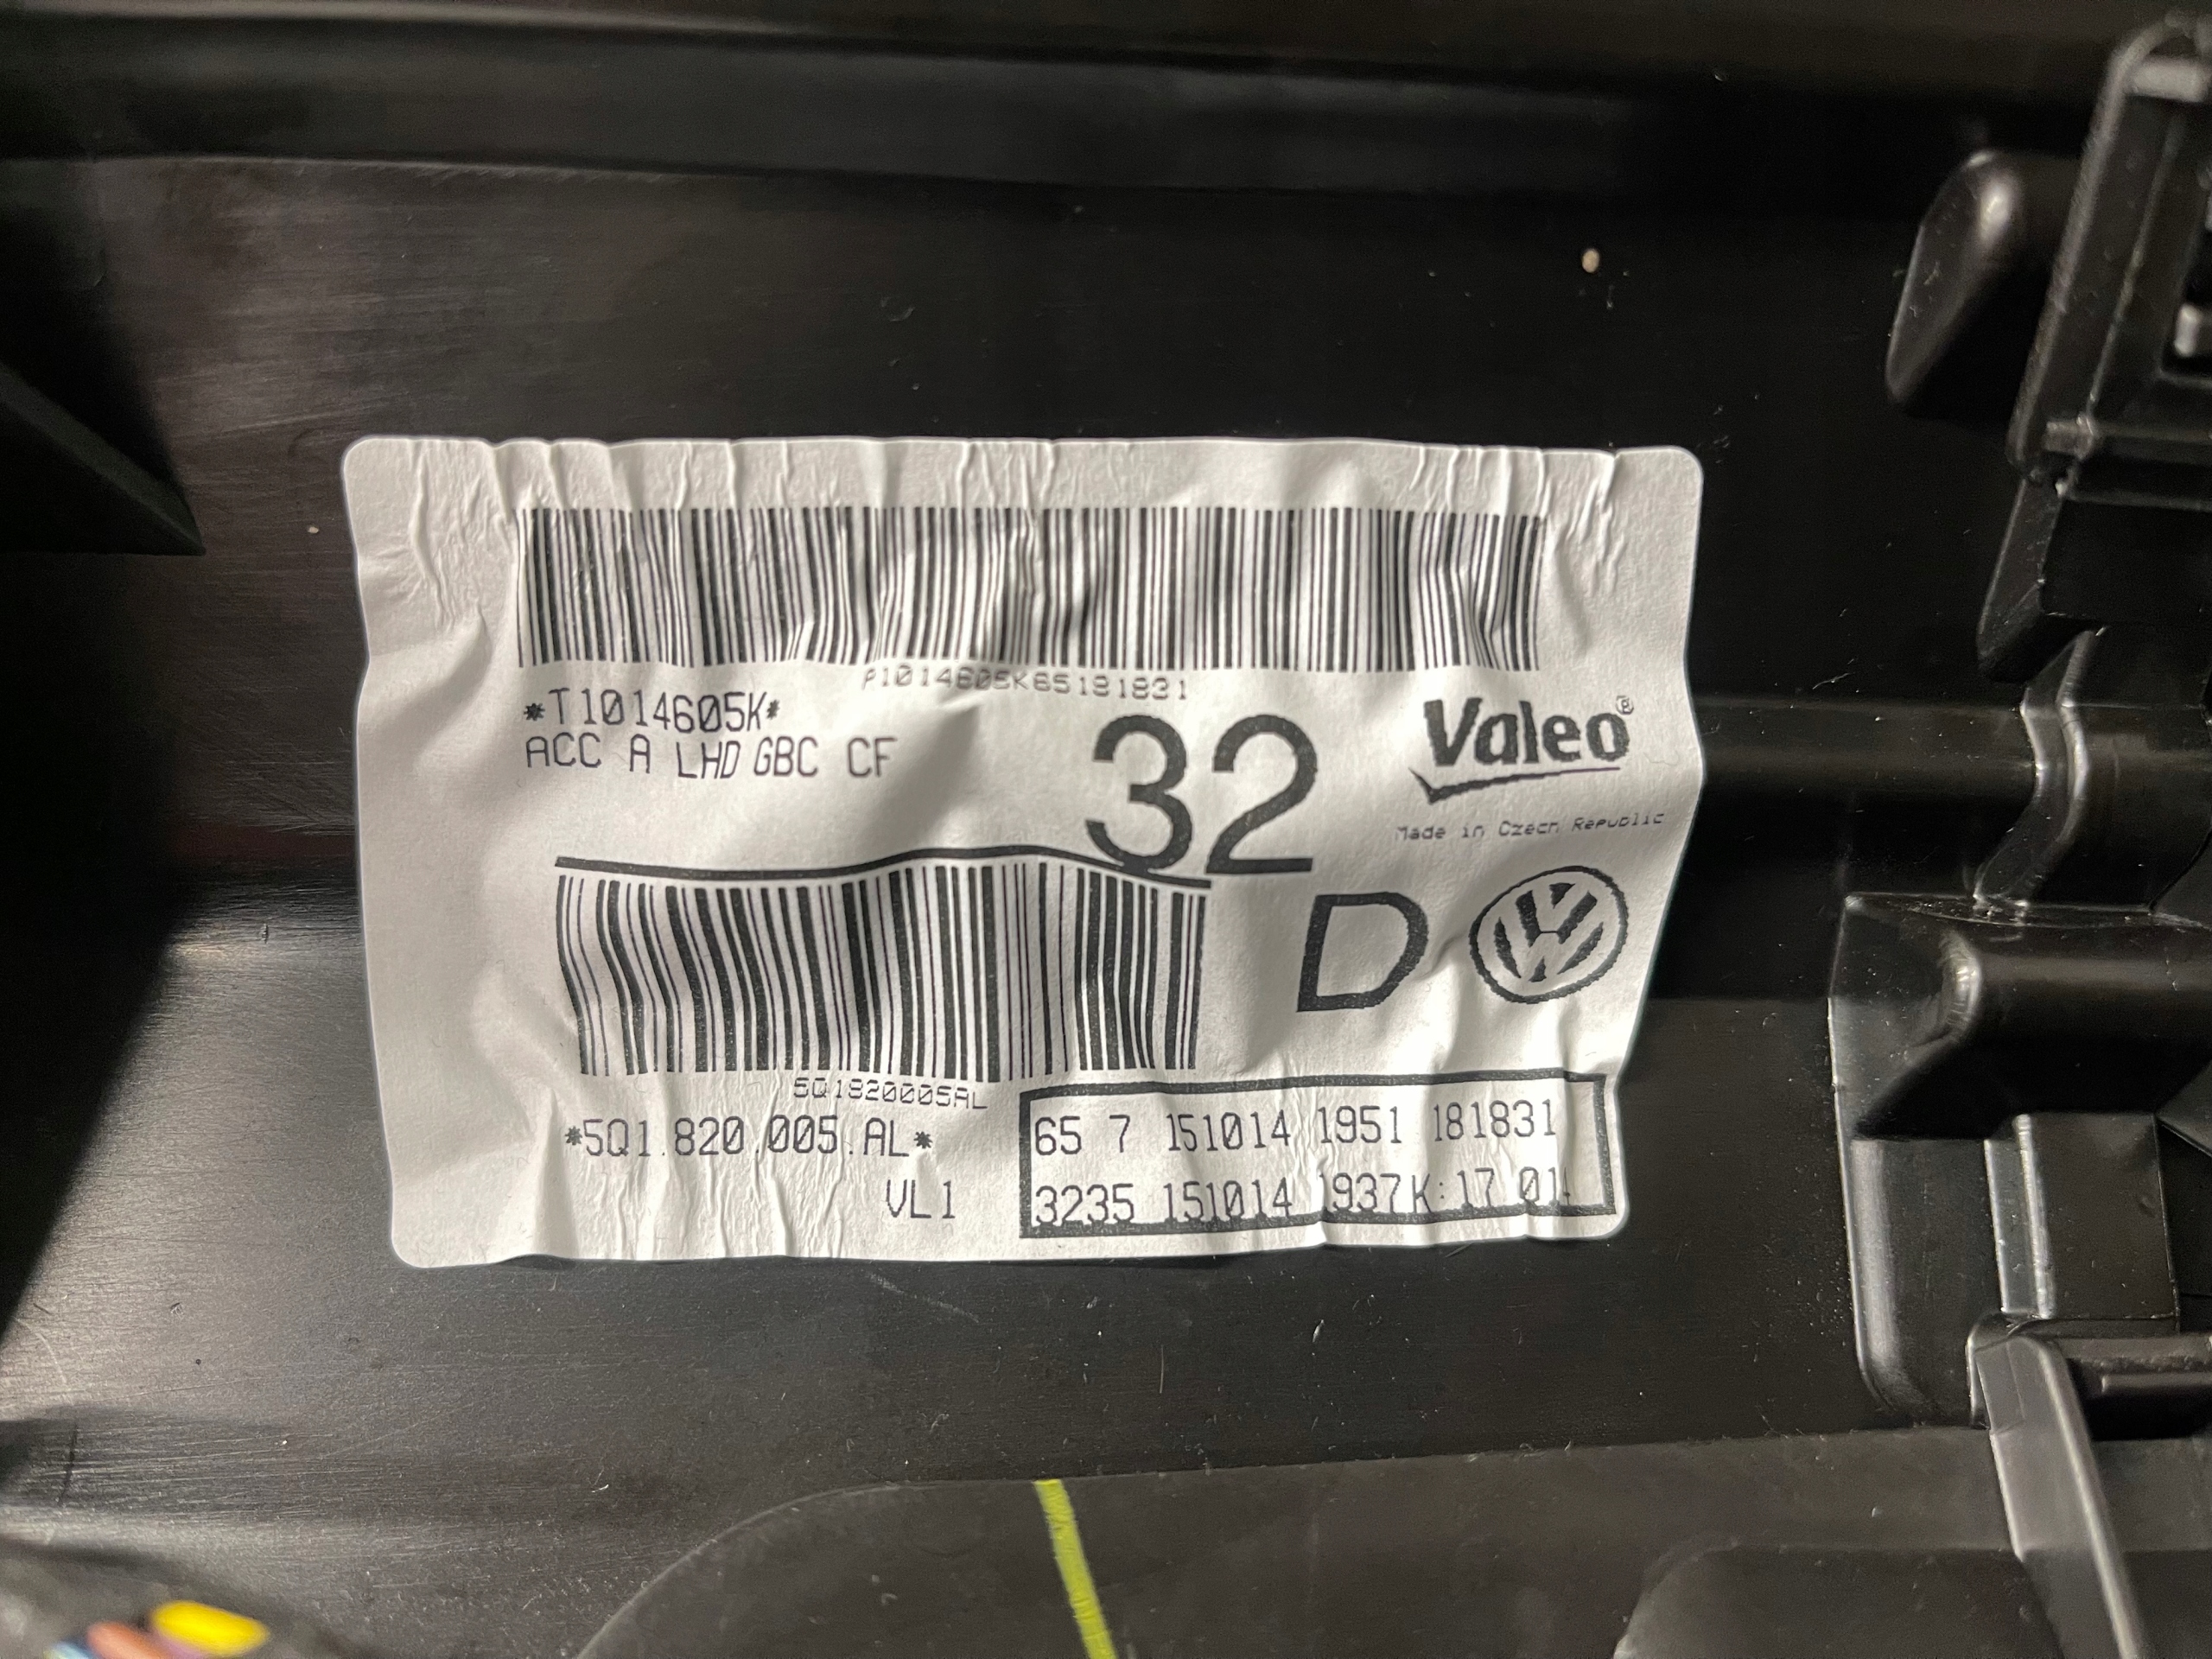 P1014605K65181831
*T1014605K*
ACC A LHD GBC CF
32
Valeo®
Made in Czech Republic
D
VW
5Q1820005AL
*5Q1.820.005.AL*
VL1
65 7 151014 1951 181831
3235 151014 1937K:17 01